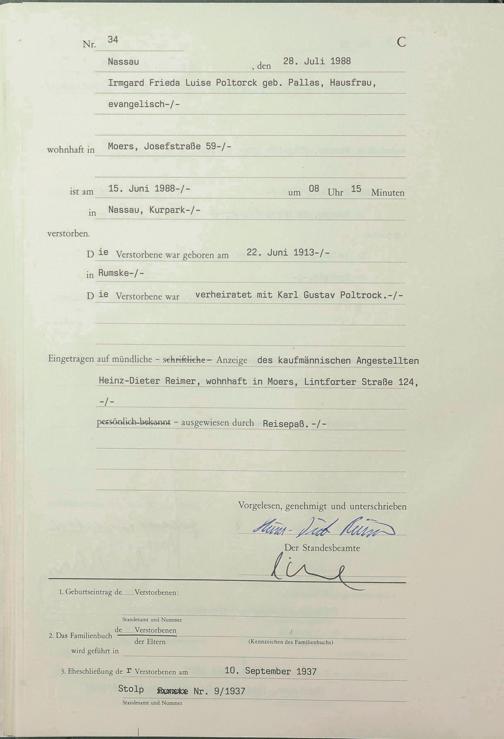 Nr. 34 C
Nassau, den 28. Juli 1988
Irmgard Frieda Luise Poltorck geb. Pallas, Hausfrau,
evangelisch-/-
wohnhaft in Moers, Josefstraße 59-/-
ist am 15. Juni 1988-/- um 08 Uhr 15 Minuten
in Nassau, Kurpark-/-
verstorben.
Die Verstorbene war geboren am 22. Juni 1913-/-
in Rumske-/-
Die Verstorbene war verheiratet mit Karl Gustav Poltrock.-/-
Eingetragen auf mündliche – schriftliche – Anzeige des kaufmännischen Angestellten
Heinz-Dieter Reimer, wohnhaft in Moers, Lintforter Straße 124,
-/-
persönlich bekannt – ausgewiesen durch Reisepaß.-/-
Vorgelesen, genehmigt und unterschrieben
Der Standesbeamte
1. Geburtseintrag de Verstorbenen:
Standesamt und Nummer
de Verstorbenen
2. Das Familienbuch der Eltern (Kennzeichen des Familienbuchs)
wird geführt in
3. Eheschließung der Verstorbenen am 10. September 1937
Stolp Rumske Nr. 9/1937
Standesamt und Nummer